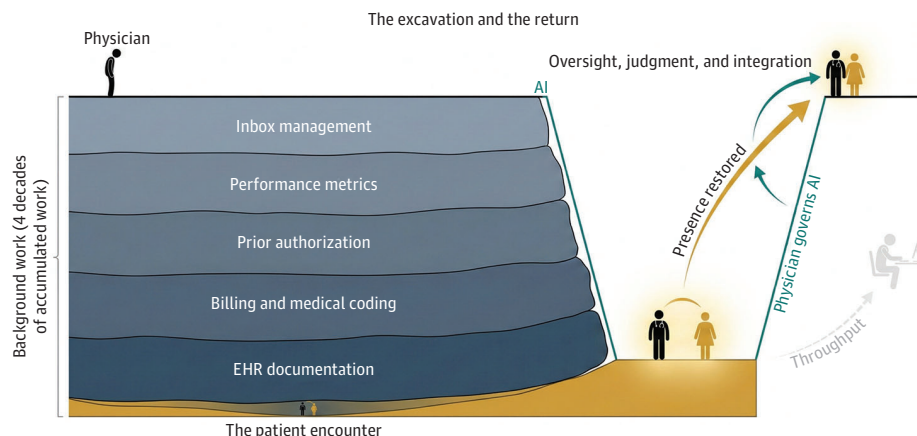 The excavation and the return
Physician
Oversight, judgment, and integration
AI
Inbox management
Performance metrics
Prior authorization
Billing and medical coding
EHR documentation
Background work (4 decades
of accumulated work)
Presence restored
Physician governs AI
Throughput
The patient encounter